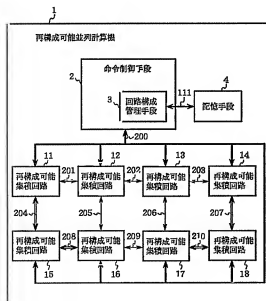 1
再構成可能並列計算機
2
命令制御手段
3
回路構成
管理手段
111
4
記憶手段
200
11
12
13
14
再構成可能
集積回路
201
再構成可能
集積回路
202
再構成可能
集積回路
203
再構成可能
集積回路
204
205
206
207
再構成可能
集積回路
208
再構成可能
集積回路
209
再構成可能
集積回路
210
再構成可能
集積回路
15
16
17
18